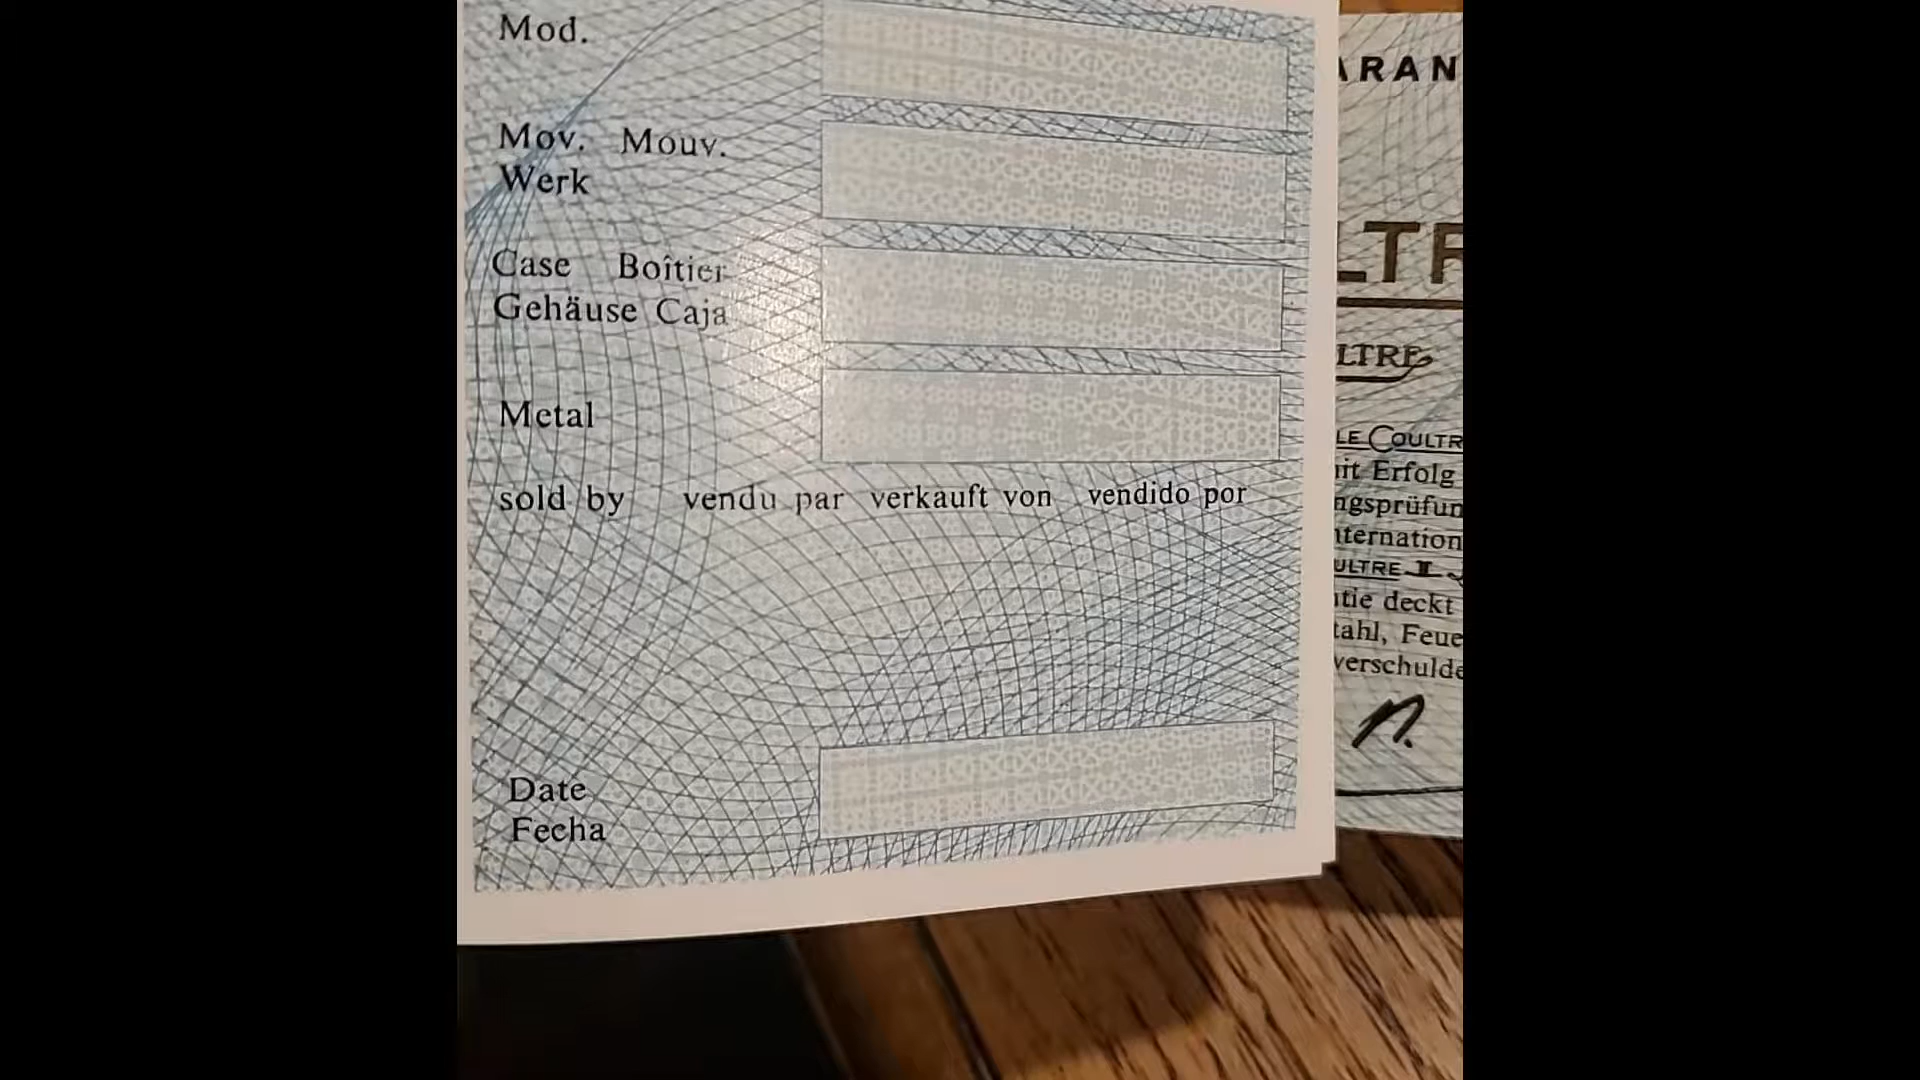 Mod.
Mov. Mouv.
Werk
Case Boîtier
Gehäuse Caja
Metal
sold by vendu par verkauft von vendido por
Date
Fecha
ARAN
LTR
LTRE
LE COULTR
it Erfolg
ngsprüfun
nternation
ULTRE
tie deckt
tahl, Feue
verschulde